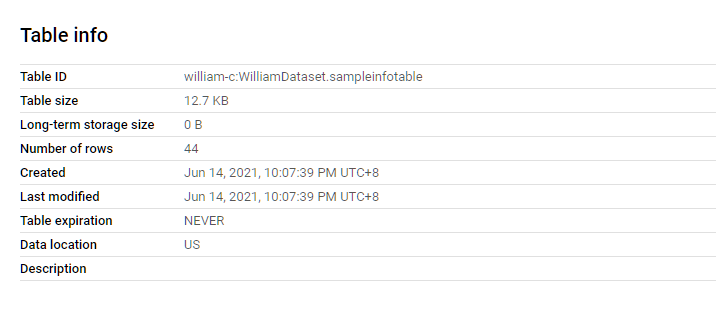 Table info
Table ID william-c:WilliamDataset.sampleinfotable
Table size 12.7 KB
Long-term storage size 0 B
Number of rows 44
Created Jun 14, 2021, 10:07:39 PM UTC+8
Last modified Jun 14, 2021, 10:07:39 PM UTC+8
Table expiration NEVER
Data location US
Description